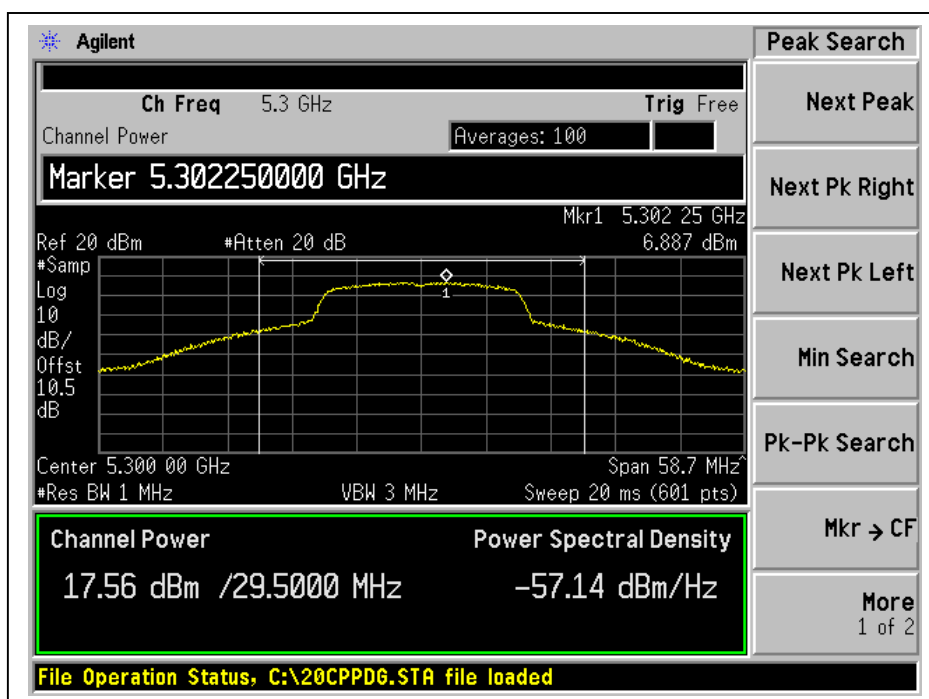 Agilent
Peak Search
Ch Freq 5.3 GHz Trig Free
Channel Power Averages: 100
Marker 5.302250000 GHz
Mkr1 5.302 25 GHz
Ref 20 dBm #Atten 20 dB 6.887 dBm
#Samp
Log
10
dB/
Offst
10.5
dB
1
Center 5.300 00 GHz Span 58.7 MHz^
#Res BW 1 MHz VBW 3 MHz Sweep 20 ms (601 pts)
Channel Power Power Spectral Density
17.56 dBm /29.5000 MHz -57.14 dBm/Hz
File Operation Status, C:\20CPPDG.STA file loaded
Next Peak
Next Pk Right
Next Pk Left
Min Search
Pk-Pk Search
Mkr → CF
More
1 of 2